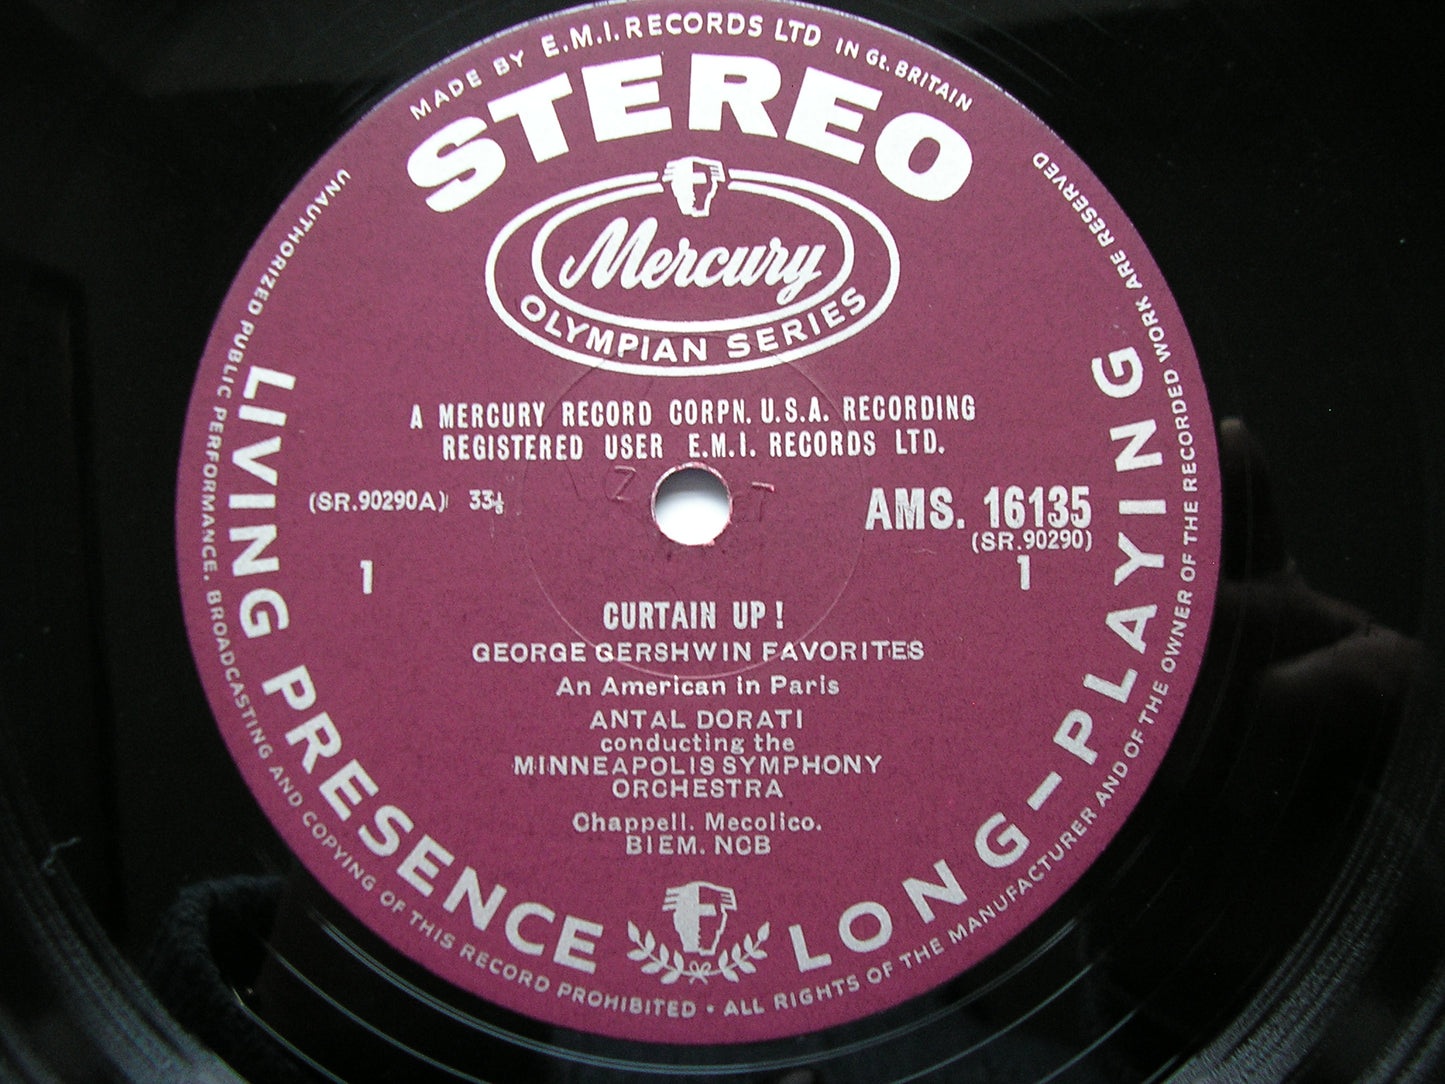 MADE BY E.M.I. RECORDS LTD IN Gt. BRITAIN
STEREO
Mercury
OLYMPIAN SERIES
A MERCURY RECORD CORPN. U.S.A. RECORDING
REGISTERED USER E.M.I. RECORDS LTD.
(SR.90290A) 33⅓
AMS. 16135
(SR.90290)
1
1
CURTAIN UP!
GEORGE GERSHWIN FAVORITES
An American in Paris
ANTAL DORATI
conducting the
MINNEAPOLIS SYMPHONY
ORCHESTRA
Chappell. Mecolico.
BIEM. NCB
LIVING PRESENCE
LONG-PLAYING
UNAUTHORIZED PUBLIC PERFORMANCE, BROADCASTING AND COPYING OF THIS RECORD PROHIBITED • ALL RIGHTS OF THE MANUFACTURER AND OF THE OWNER OF THE RECORDED WORK ARE RESERVED